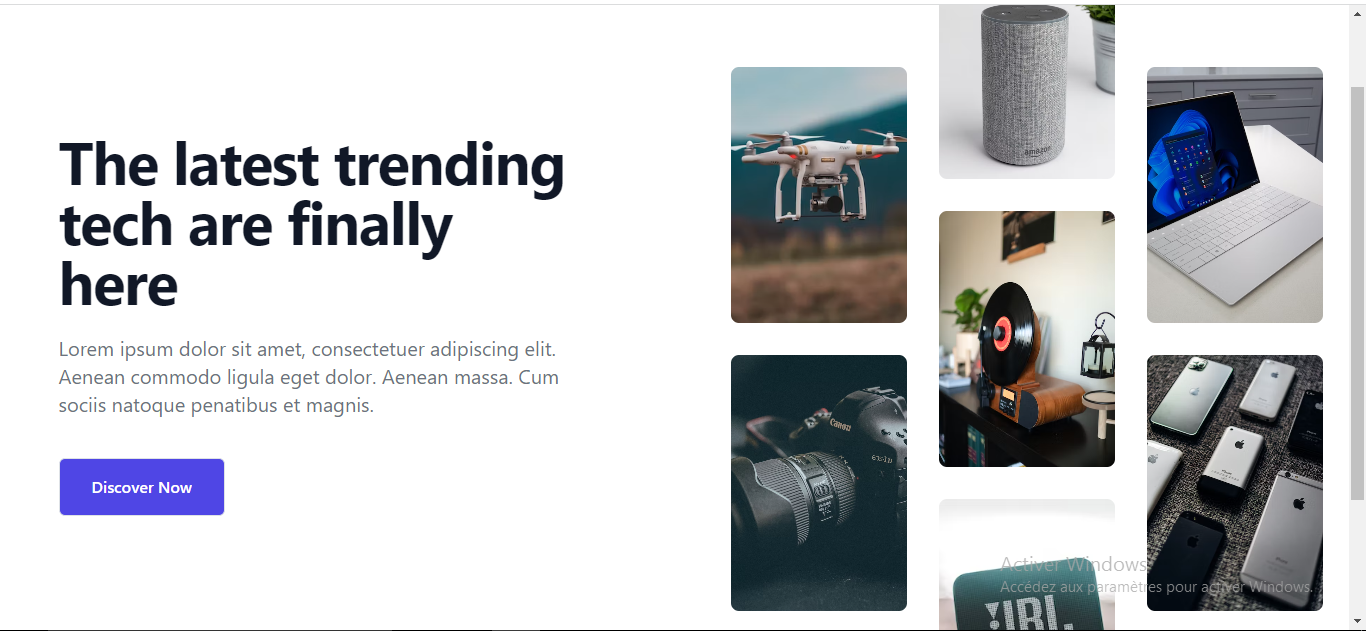 The latest trending
tech are finally
here
Lorem ipsum dolor sit amet, consectetuer adipiscing elit.
Aenean commodo ligula eget dolor. Aenean massa. Cum
sociis natoque penatibus et magnis.
Discover Now
amazon
Canon
JBL
Activer Windows
Accédez aux paramètres pour activer Windows.